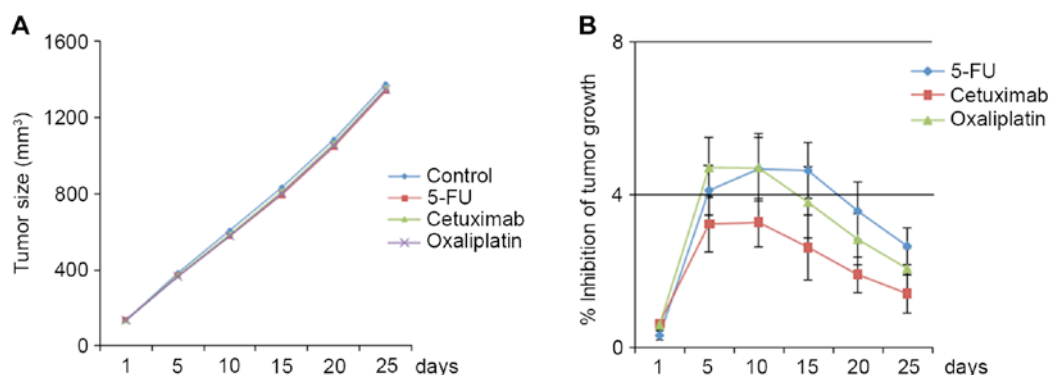 A
Tumor size (mm³)
1600
1200
800
400
0
1 5 10 15 20 25 days
Control
5-FU
Cetuximab
Oxaliplatin
B
% Inhibition of tumor growth
8
4
0
1 5 10 15 20 25 days
5-FU
Cetuximab
Oxaliplatin